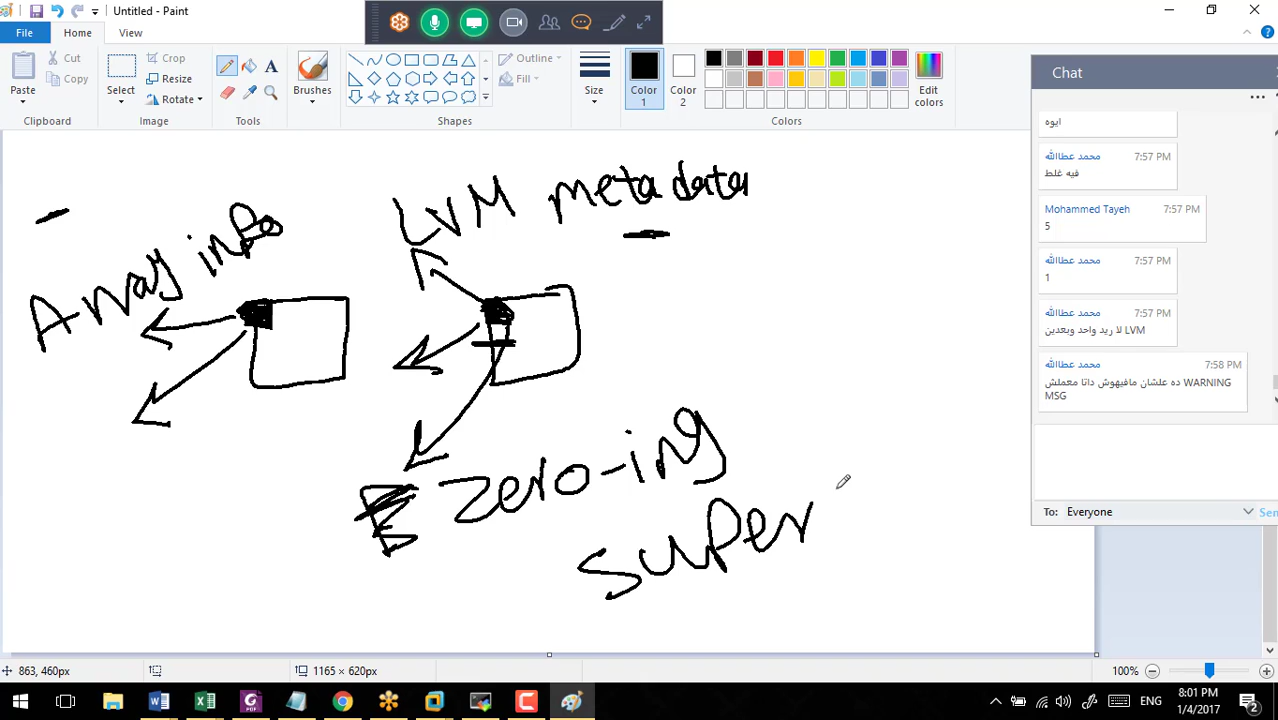 Untitled - Paint
File
Home
View
Paste
Cut
Copy
Clipboard
Select
Crop
Resize
Rotate
Image
Tools
Brushes
Shapes
Outline
Fill
Size
Color 1
Color 2
Edit colors
Colors
Array info
LVM metadata
zero-ing
super
Chat
ايوه
محمد عطاالله 7:57 PM
فيه غلط
Mohammed Tayeh 7:57 PM
5
محمد عطاالله 7:57 PM
1
محمد عطاالله 7:57 PM
لا ريد واحد وبعدين LVM
محمد عطاالله 7:58 PM
ده علشان مافيهوش داتا معملش WARNING
MSG
To: Everyone
Sen
863, 460px
1165 × 620px
100%
ENG
8:01 PM
1/4/2017
2